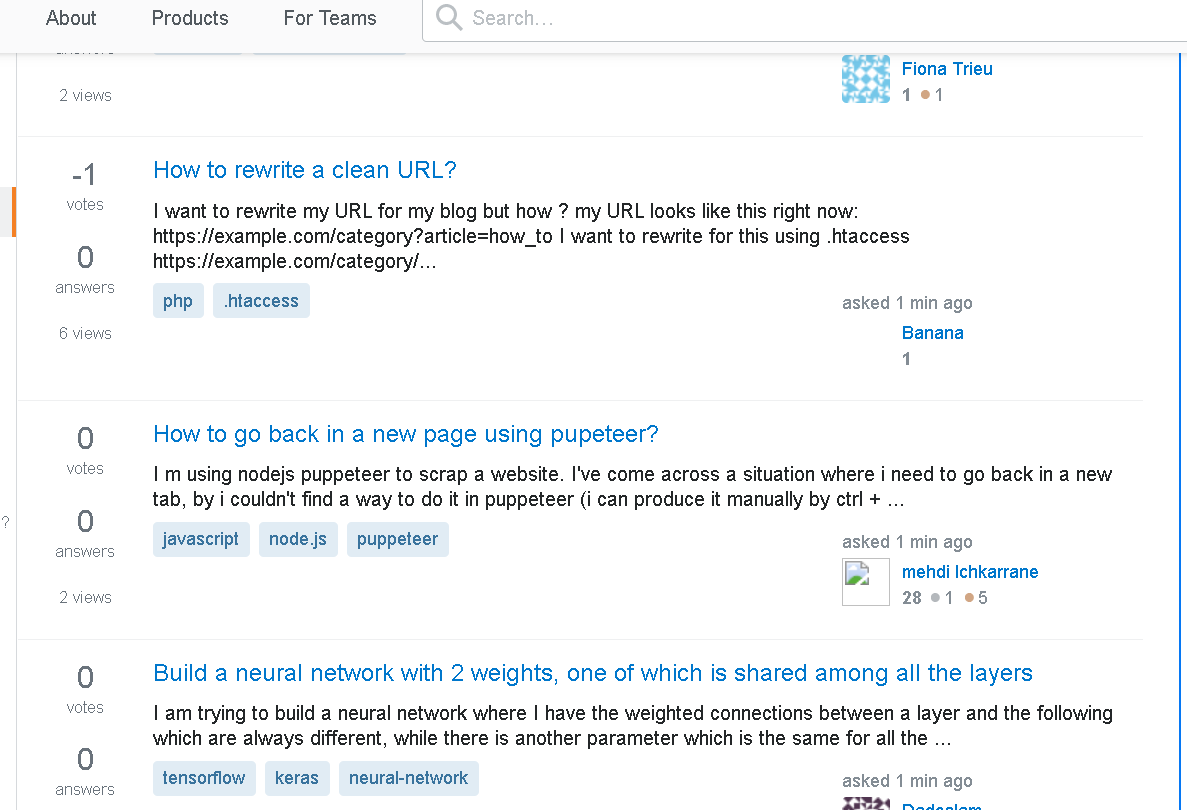 About Products For Teams Search...
answers
2 views
Fiona Trieu
1 1
-1
votes
0
answers
6 views
How to rewrite a clean URL?
I want to rewrite my URL for my blog but how ? my URL looks like this right now:
https://example.com/category?article=how_to I want to rewrite for this using .htaccess
https://example.com/category/...
php .htaccess
asked 1 min ago
Banana
1
0
votes
0
answers
2 views
How to go back in a new page using pupeteer?
I m using nodejs puppeteer to scrap a website. I've come across a situation where i need to go back in a new
tab, by i couldn't find a way to do it in puppeteer (i can produce it manually by ctrl + ...
javascript node.js puppeteer
asked 1 min ago
mehdi Ichkarrane
28 1 5
?
0
votes
0
answers
Build a neural network with 2 weights, one of which is shared among all the layers
I am trying to build a neural network where I have the weighted connections between a layer and the following
which are always different, while there is another parameter which is the same for all the ...
tensorflow keras neural-network
asked 1 min ago